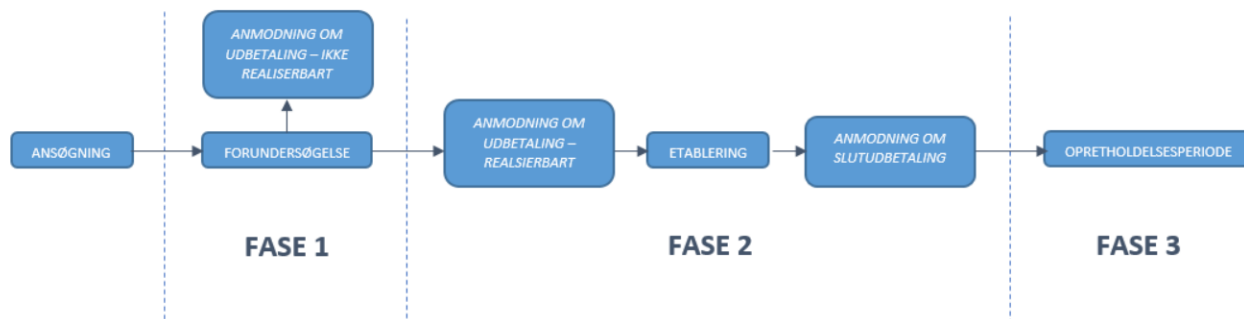 ANMODNING OM
UDBETALING – IKKE
REALISERBART
ANSØGNING
FORUNDERSØGELSE
ANMODNING OM
UDBETALING –
REALSIERBART
ETABLERING
ANMODNING OM
SLUTUDBETALING
OPRETHOLDELSESPERIODE
FASE 1
FASE 2
FASE 3